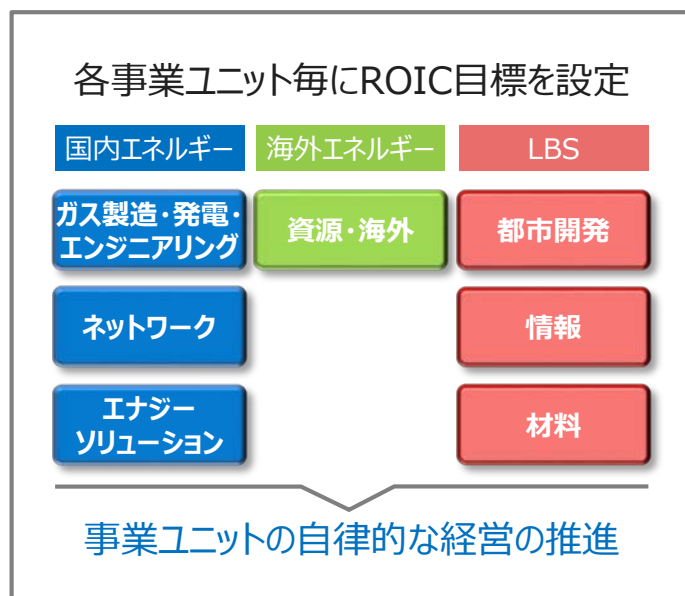 各事業ユニット毎にROIC目標を設定
国内エネルギー
海外エネルギー
LBS
ガス製造・発電・
エンジニアリング
資源・海外
都市開発
ネットワーク
情報
エナジー
ソリューション
材料
事業ユニットの自律的な経営の推進